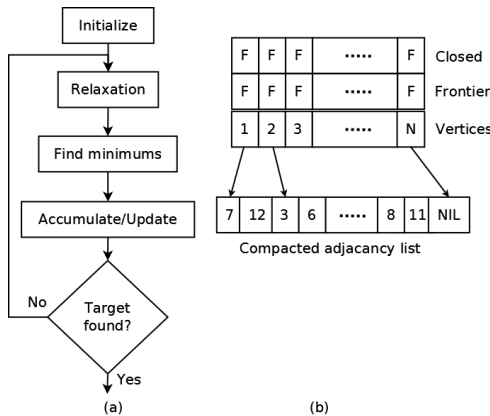 Initialize
Relaxation
Find minimums
Accumulate/Update
Target
found?
No
Yes
(a)
F F F ..... F Closed
F F F ..... F Frontier
1 2 3 ..... N Vertices
7 12 3 6 ..... 8 11 NIL
Compacted adjacancy list
(b)